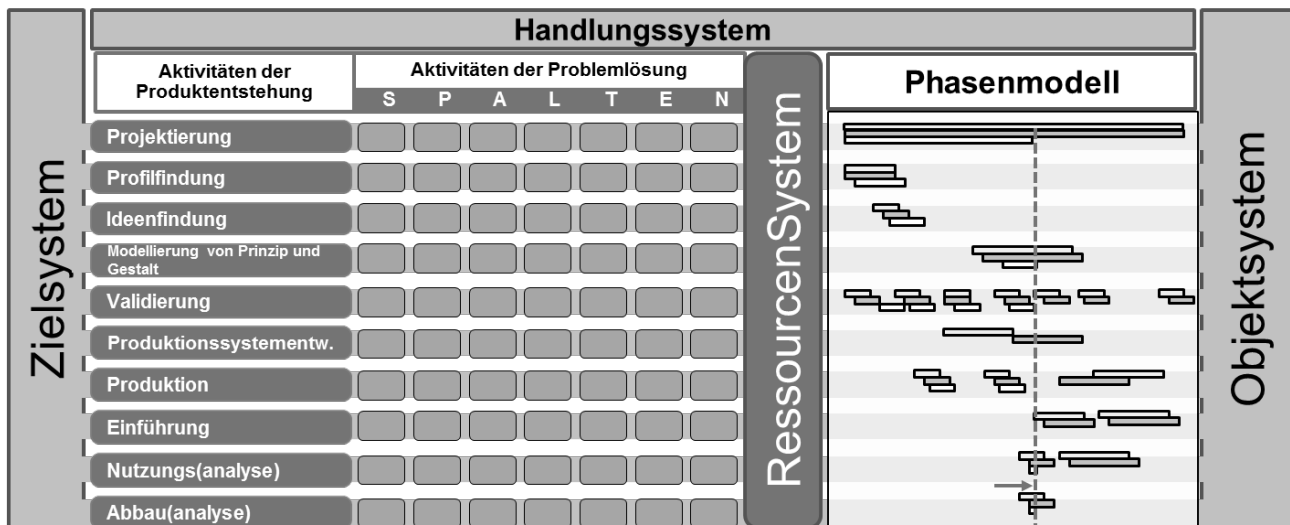 Handlungssystem
Zielsystem
Aktivitäten der
Produktentstehung
Aktivitäten der Problemlösung
S P A L T E N
RessourcenSystem
Phasenmodell
Objektsystem
Projektierung
Profilfindung
Ideenfindung
Modellierung von Prinzip und
Gestalt
Validierung
Produktionssystementw.
Produktion
Einführung
Nutzungs(analyse)
Abbau(analyse)